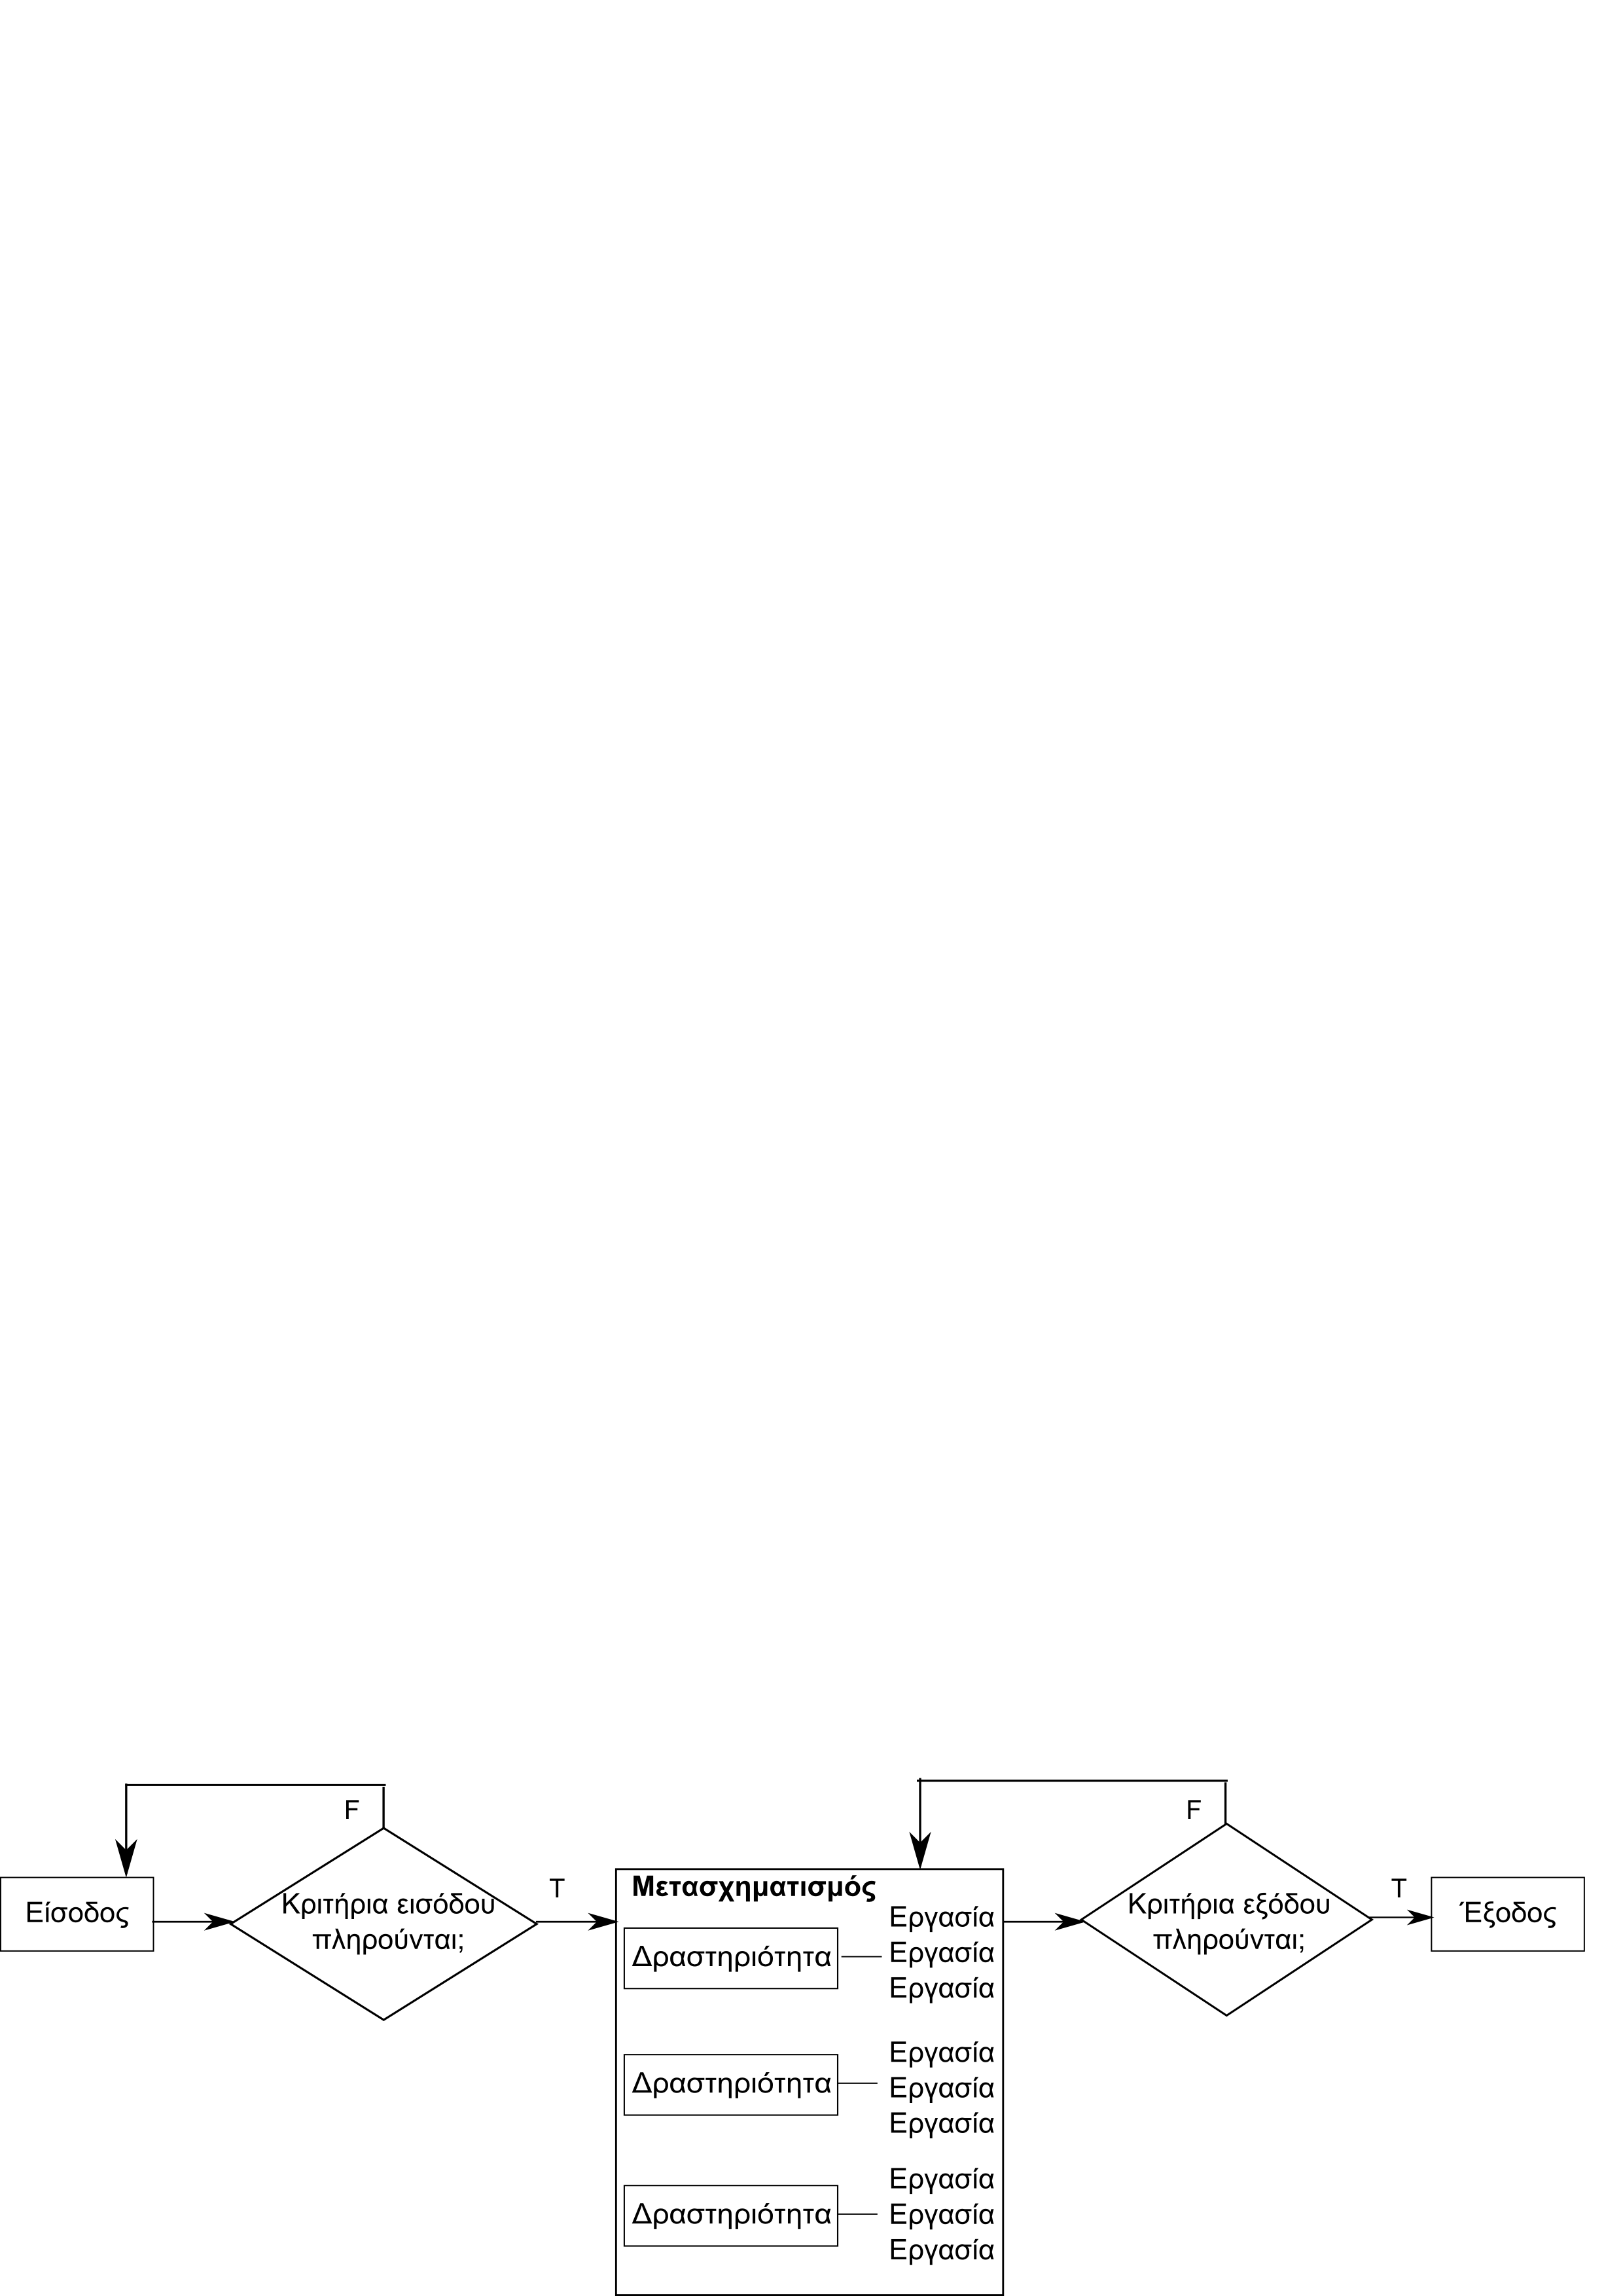 Είσοδος
F
Κριτήρια εισόδου
πληρούνται;
T
Μετασχηματισμός
Δραστηριότητα
Εργασία
Εργασία
Εργασία
Δραστηριότητα
Εργασία
Εργασία
Εργασία
Δραστηριότητα
Εργασία
Εργασία
Εργασία
F
Κριτήρια εξόδου
πληρούνται;
T
Έξοδος